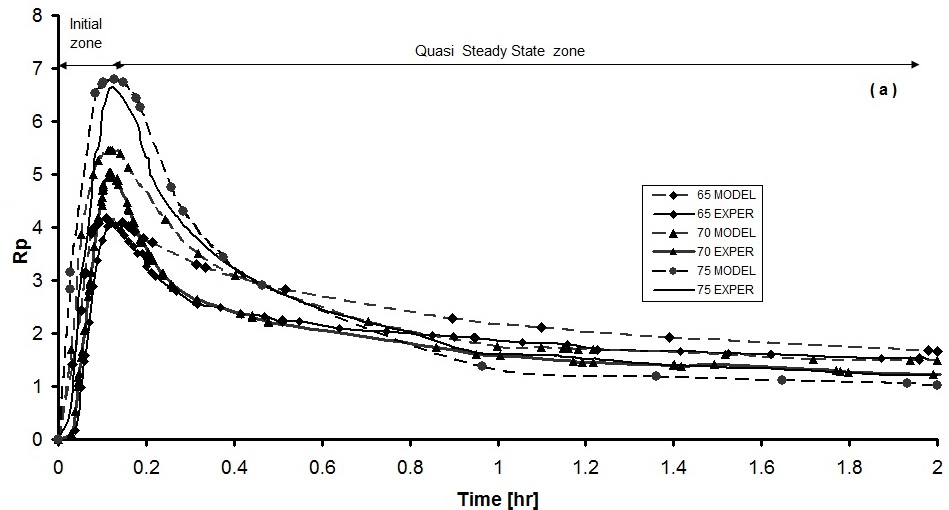 Initial
zone
Quasi Steady State zone
( a )
8
7
6
5
4
3
2
1
0
Rp
65 MODEL
65 EXPER
70 MODEL
70 EXPER
75 MODEL
75 EXPER
0 0.2 0.4 0.6 0.8 1 1.2 1.4 1.6 1.8 2
Time [hr]